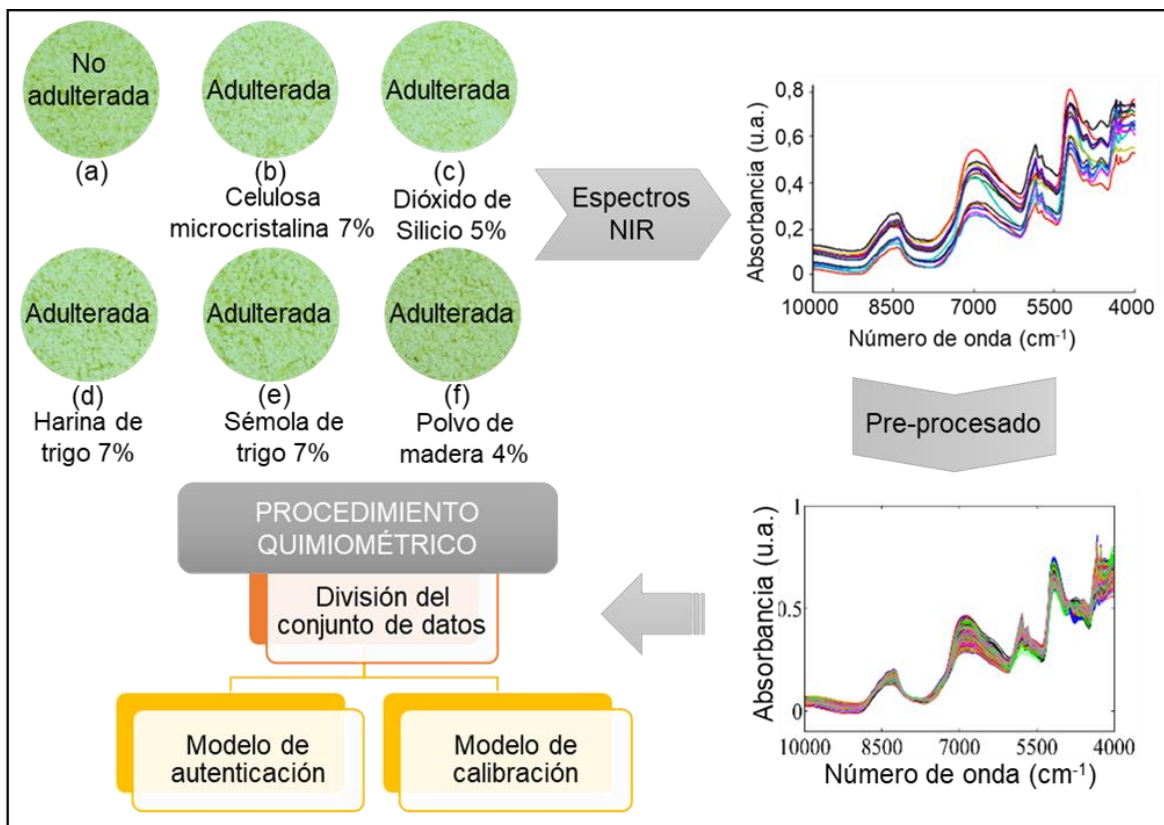 No
adulterada
(a)
Adulterada
(b)
Celulosa
microcristalina 7%
Adulterada
(c)
Dióxido de
Silicio 5%
Adulterada
(d)
Harina de
trigo 7%
Adulterada
(e)
Sémola de
trigo 7%
Adulterada
(f)
Polvo de
madera 4%
Espectros
NIR
Absorbancia (u.a.)
0,8
0,6
0,4
0,2
0
10000 8500 7000 5500 4000
Número de onda (cm⁻¹)
Pre-procesado
Absorbancia (u.a.)
1
0.5
0
10000 8500 7000 5500 4000
Número de onda (cm⁻¹)
PROCEDIMIENTO
QUIMIOMÉTRICO
División del
conjunto de datos
Modelo de
autenticación
Modelo de
calibración